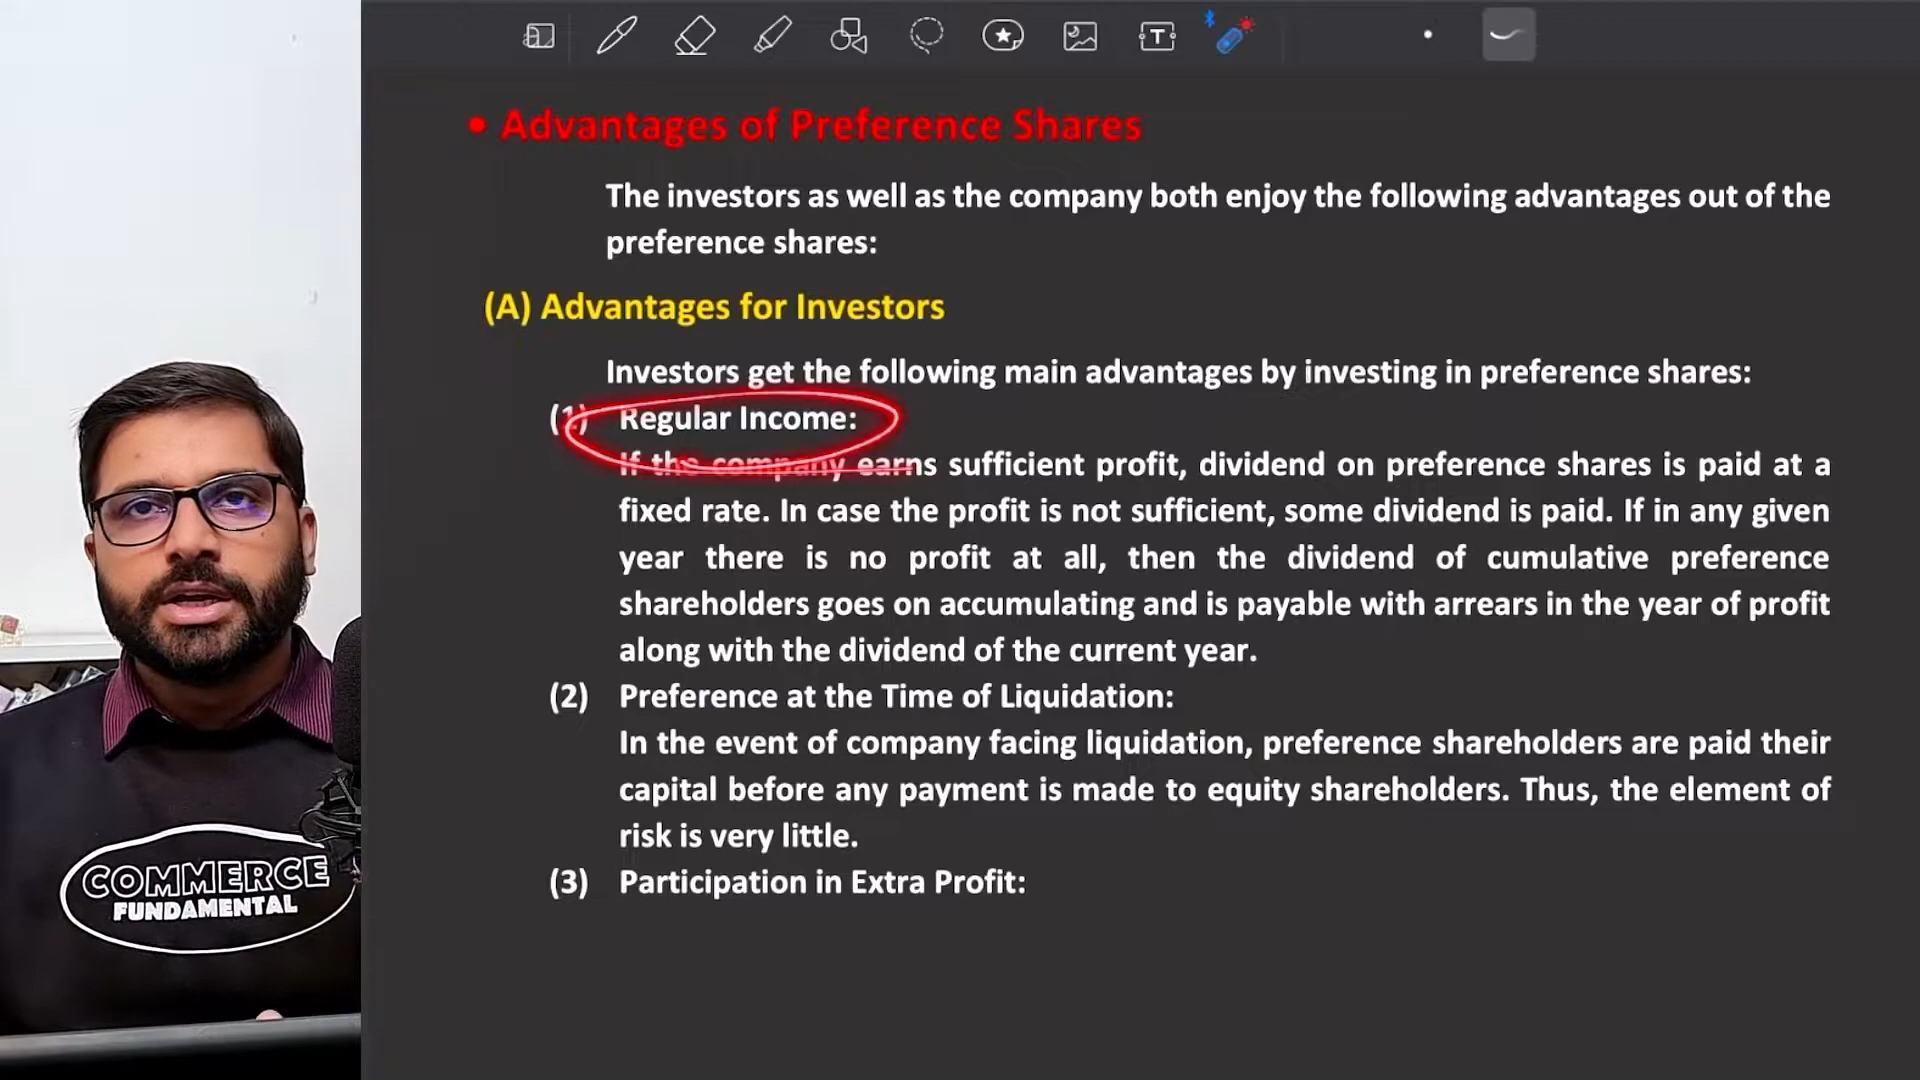 • Advantages of Preference Shares
The investors as well as the company both enjoy the following advantages out of the
preference shares:
(A) Advantages for Investors
Investors get the following main advantages by investing in preference shares:
(1) Regular Income:
If the company earns sufficient profit, dividend on preference shares is paid at a
fixed rate. In case the profit is not sufficient, some dividend is paid. If in any given
year there is no profit at all, then the dividend of cumulative preference
shareholders goes on accumulating and is payable with arrears in the year of profit
along with the dividend of the current year.
(2) Preference at the Time of Liquidation:
In the event of company facing liquidation, preference shareholders are paid their
capital before any payment is made to equity shareholders. Thus, the element of
risk is very little.
(3) Participation in Extra Profit:
COMMERCE
FUNDAMENTAL